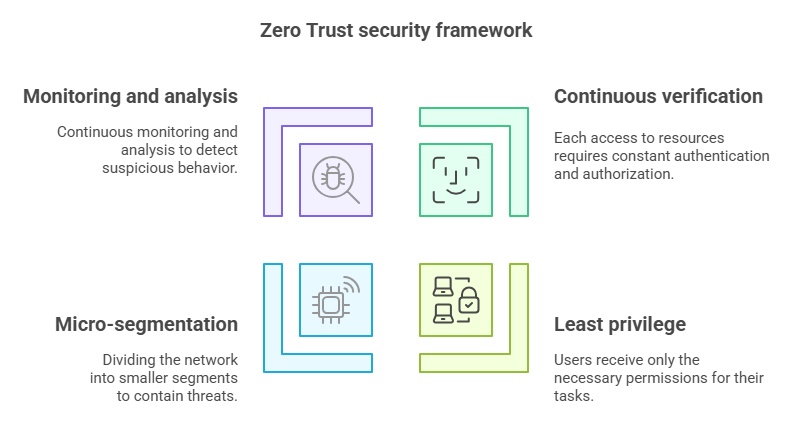 Zero Trust security framework
Monitoring and analysis
Continuous monitoring and
analysis to detect
suspicious behavior.
Continuous verification
Each access to resources
requires constant authentication
and authorization.
Micro-segmentation
Dividing the network
into smaller segments
to contain threats.
Least privilege
Users receive only the
necessary permissions for their
tasks.